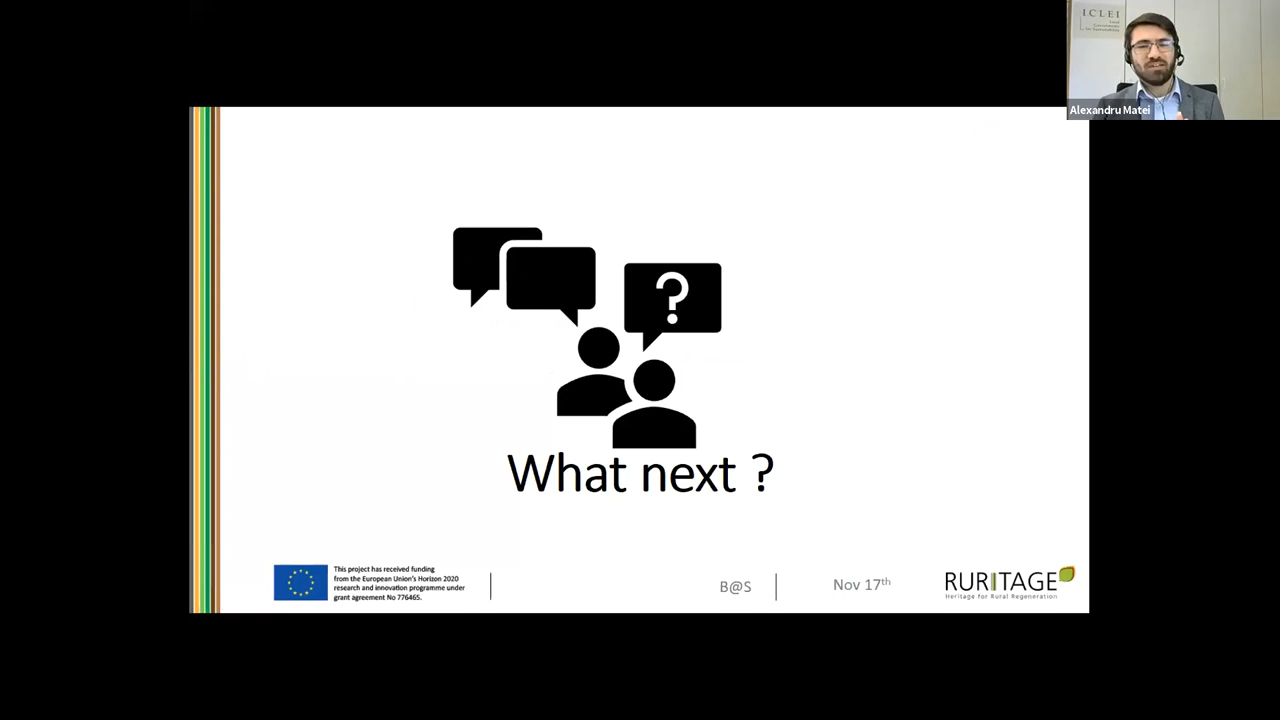 ICLEI
Alexandru Matei
?
What next ?
This project has received funding
from the European Union's Horizon 2020
research and innovation programme under
grant agreement No 776465.
B@S
Nov 17th
RURITAGE
Heritage for Rural Regeneration